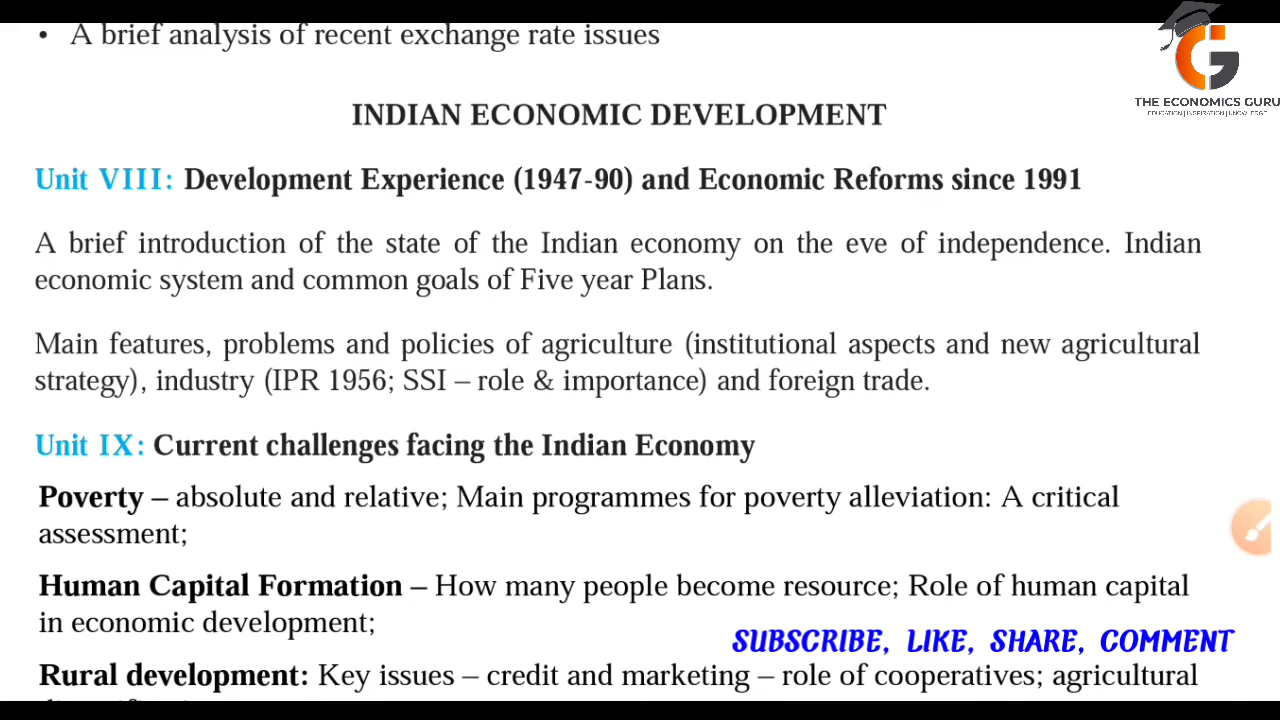 • A brief analysis of recent exchange rate issues
THE ECONOMICS GURU
EDUCATION | INSPIRATION | KNOWLEDGE
INDIAN ECONOMIC DEVELOPMENT
Unit VIII: Development Experience (1947-90) and Economic Reforms since 1991
A brief introduction of the state of the Indian economy on the eve of independence. Indian
economic system and common goals of Five year Plans.
Main features, problems and policies of agriculture (institutional aspects and new agricultural
strategy), industry (IPR 1956; SSI – role & importance) and foreign trade.
Unit IX: Current challenges facing the Indian Economy
Poverty – absolute and relative; Main programmes for poverty alleviation: A critical
assessment;
Human Capital Formation – How many people become resource; Role of human capital
in economic development;
SUBSCRIBE, LIKE, SHARE, COMMENT
Rural development: Key issues – credit and marketing – role of cooperatives; agricultural